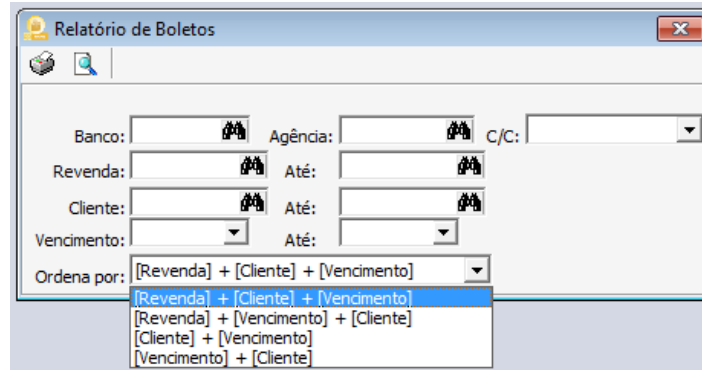 Relatório de Boletos
Banco: Agência: C/C:
Revenda: Até:
Cliente: Até:
Vencimento: Até:
Ordena por: [Revenda] + [Cliente] + [Vencimento]
[Revenda] + [Cliente] + [Vencimento]
[Revenda] + [Vencimento] + [Cliente]
[Cliente] + [Vencimento]
[Vencimento] + [Cliente]